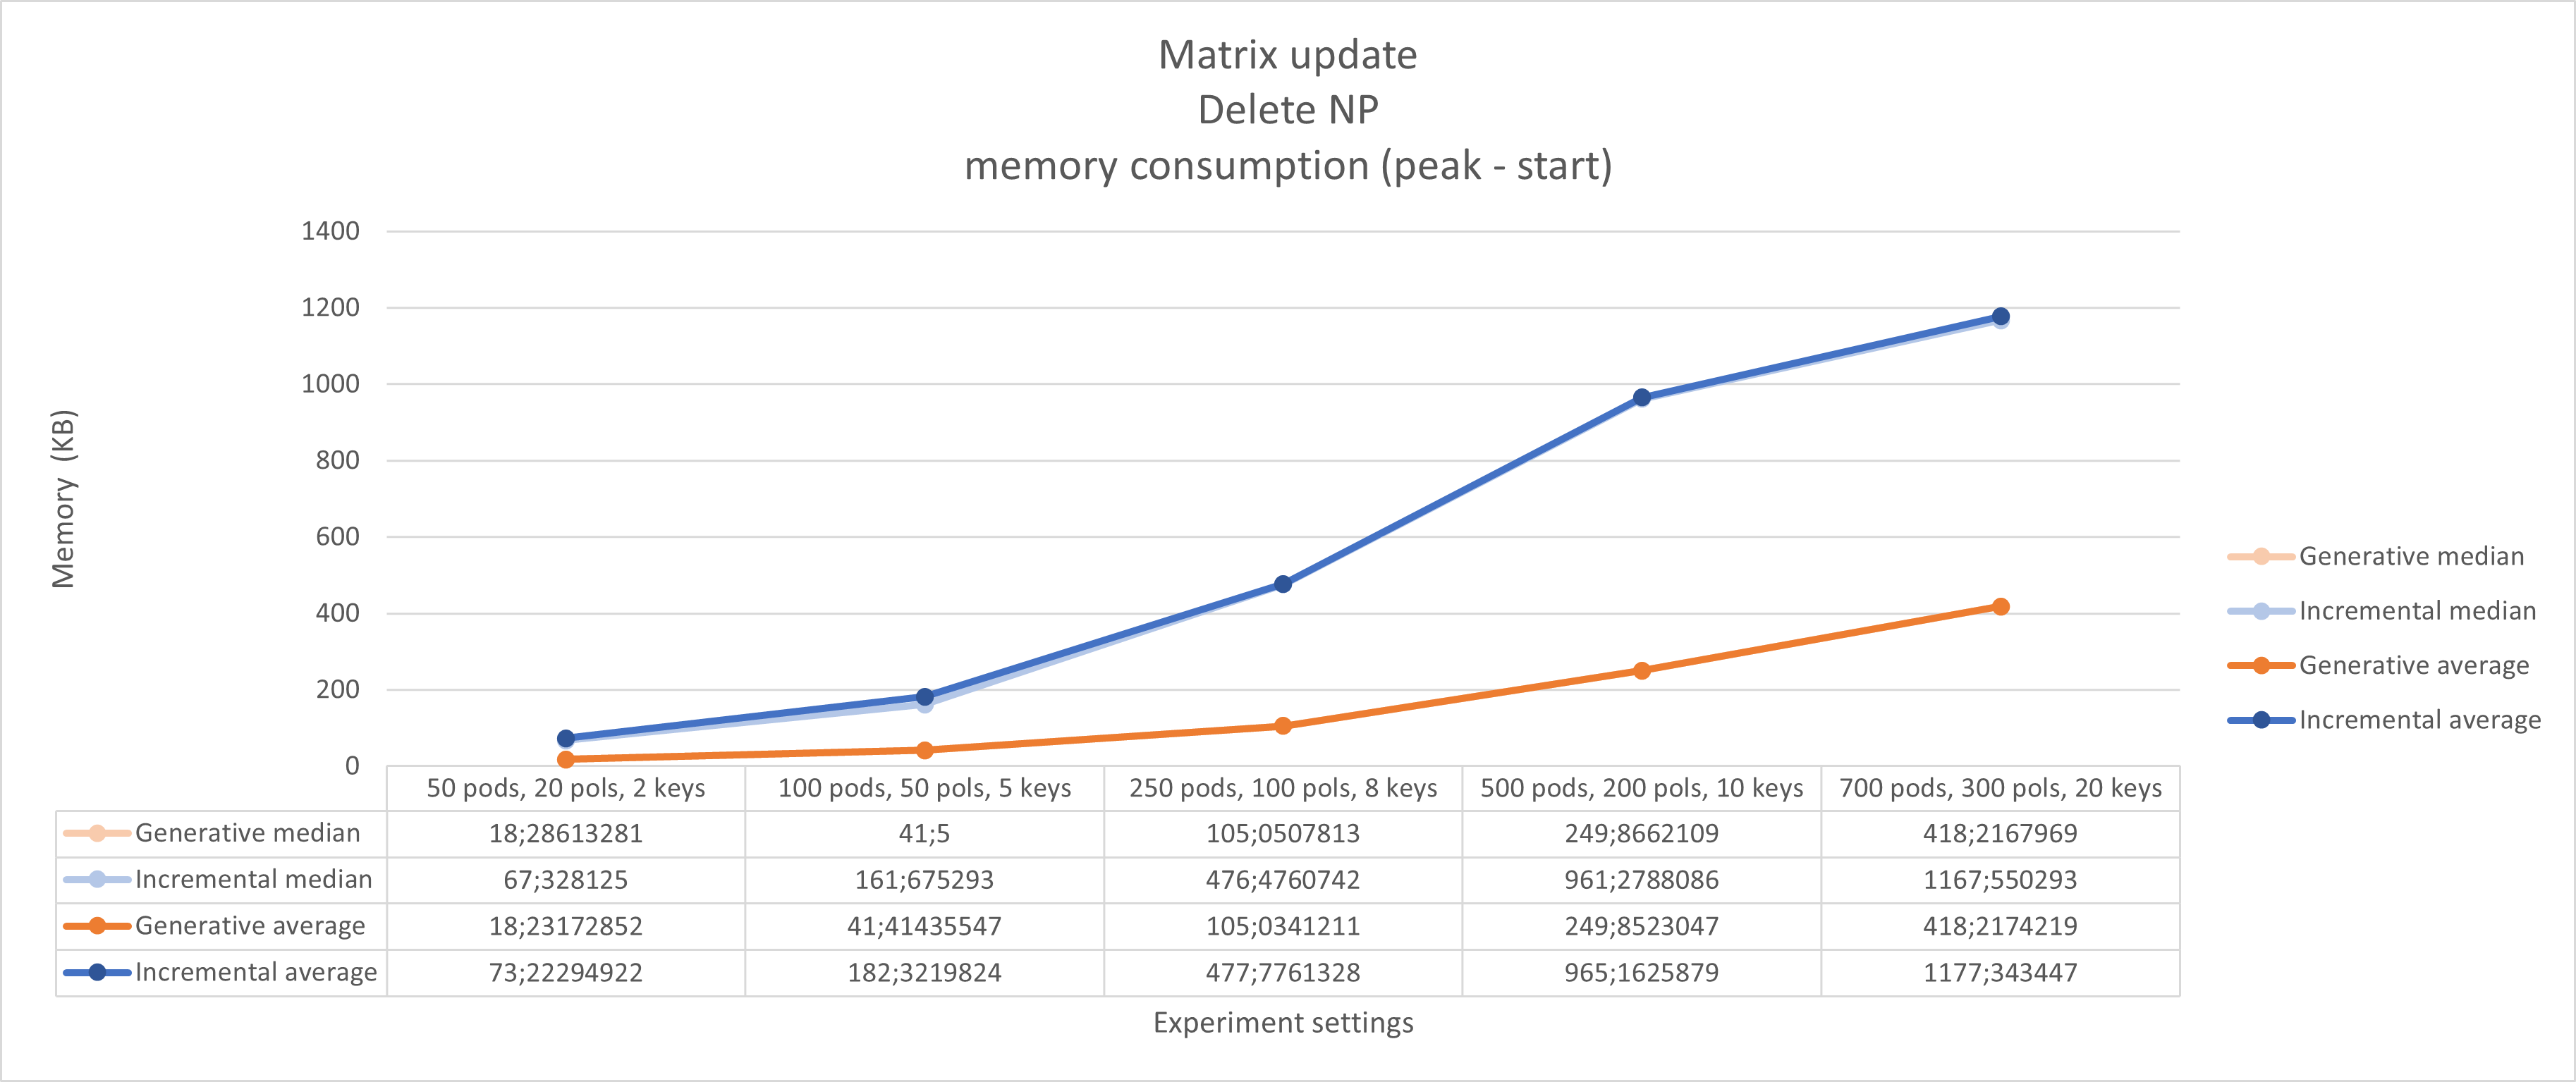 Matrix update
Delete NP
memory consumption (peak - start)
1400
1200
1000
800
600
400
200
0
Memory (KB)
50 pods, 20 pols, 2 keys 100 pods, 50 pols, 5 keys 250 pods, 100 pols, 8 keys 500 pods, 200 pols, 10 keys 700 pods, 300 pols, 20 keys
Generative median 18;28613281 41;5 105;0507813 249;8662109 418;2167969
Incremental median 67;328125 161;675293 476;4760742 961;2788086 1167;550293
Generative average 18;23172852 41;41435547 105;0341211 249;8523047 418;2174219
Incremental average 73;22294922 182;3219824 477;7761328 965;1625879 1177;343447
Experiment settings
Generative median
Incremental median
Generative average
Incremental average